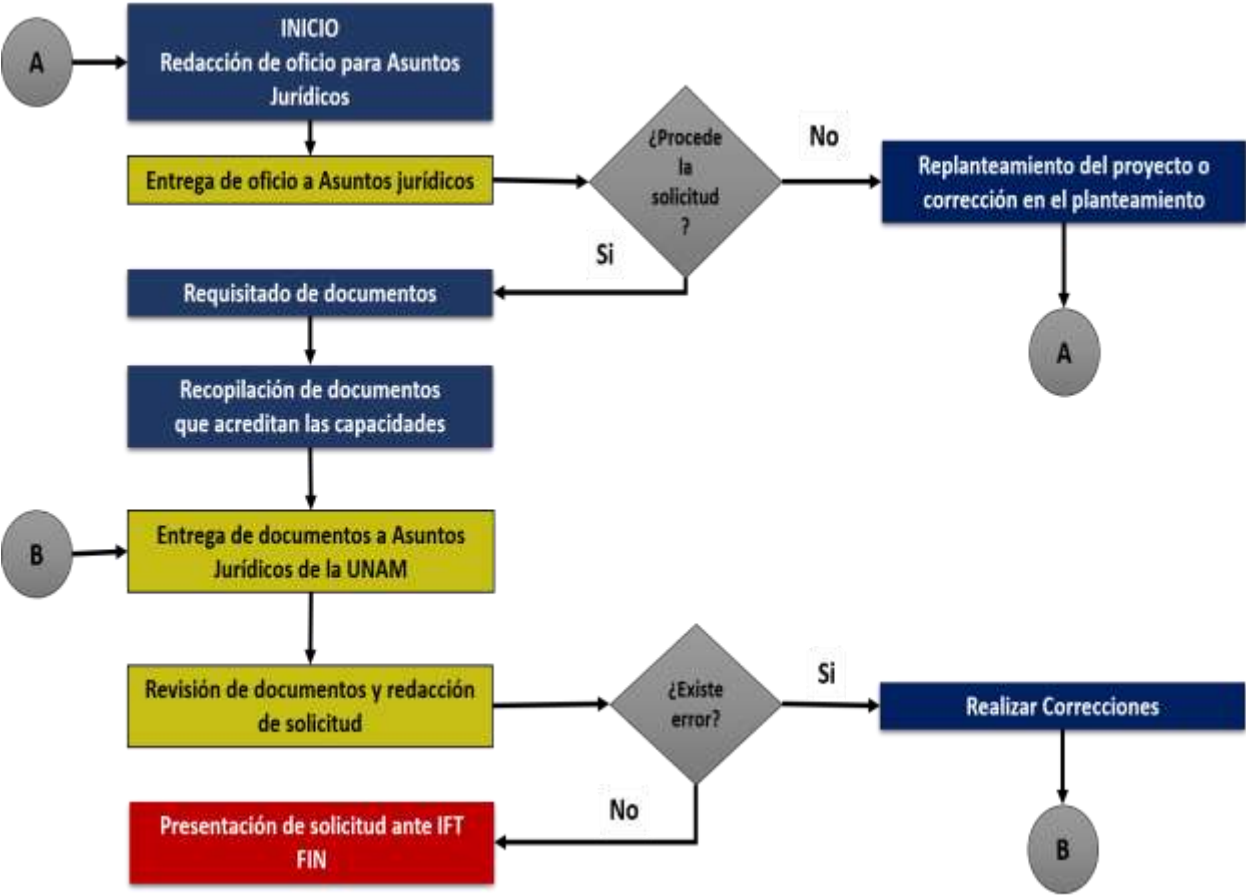 A
INICIO
Redacción de oficio para Asuntos
Jurídicos
Entrega de oficio a Asuntos jurídicos
¿Procede
la
solicitud
?
No
Replanteamiento del proyecto o
corrección en el planteamiento
A
Si
Requisitado de documentos
Recopilación de documentos
que acreditan las capacidades
B
Entrega de documentos a Asuntos
Jurídicos de la UNAM
Revisión de documentos y redacción
de solicitud
¿Existe
error?
Si
Realizar Correcciones
B
No
Presentación de solicitud ante IFT
FIN